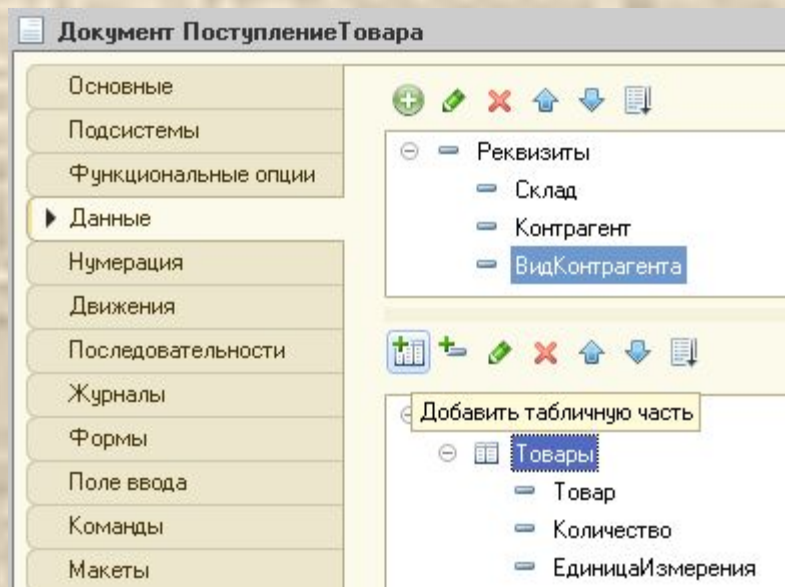 Документ ПоступлениеТовара
Основные
Подсистемы
Функциональные опции
Данные
Нумерация
Движения
Последовательности
Журналы
Формы
Поле ввода
Команды
Макеты
Реквизиты
Склад
Контрагент
ВидКонтрагента
Добавить табличную часть
Товары
Товар
Количество
ЕдиницаИзмерения